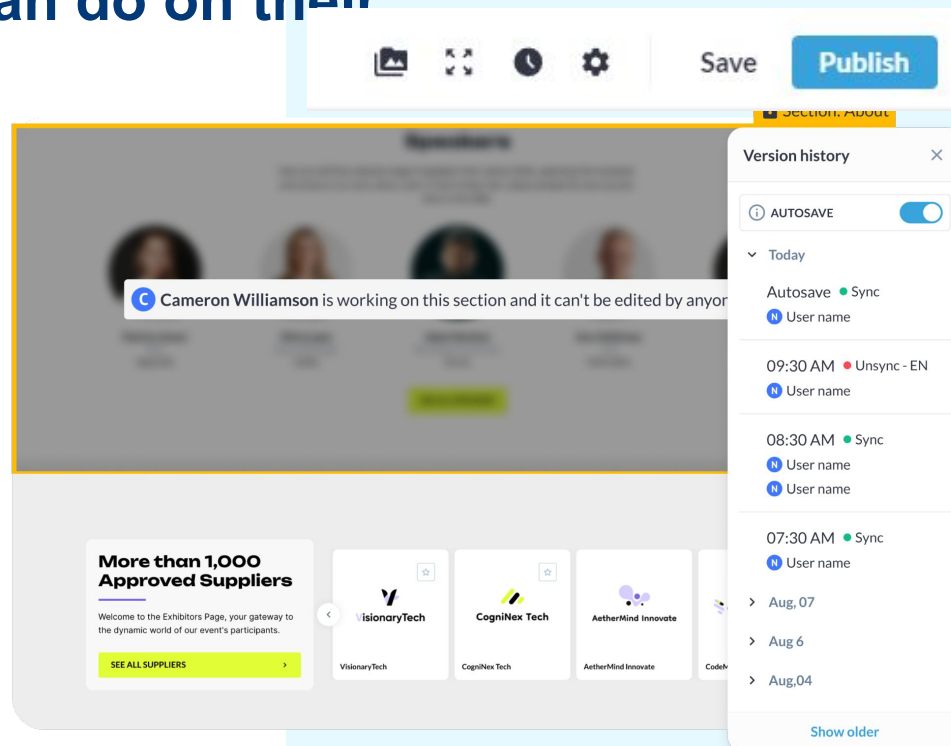 an do on their
Save
Publish
Section: About
Speakers
Version history
AUTOSAVE
Today
Autosave Sync
N User name
09:30 AM Unsync - EN
N User name
08:30 AM Sync
N User name
N User name
07:30 AM Sync
N User name
Aug, 07
Aug 6
Aug,04
Show older
C Cameron Williamson is working on this section and it can't be edited by anyor
More than 1,000
Approved Suppliers
Welcome to the Exhibitors Page, your gateway to
the dynamic world of our event's participants.
SEE ALL SUPPLIERS
VisionaryTech
VisionaryTech
CogniNex Tech
CogniNex Tech
AetherMind Innovate
AetherMind Innovate
CodeM